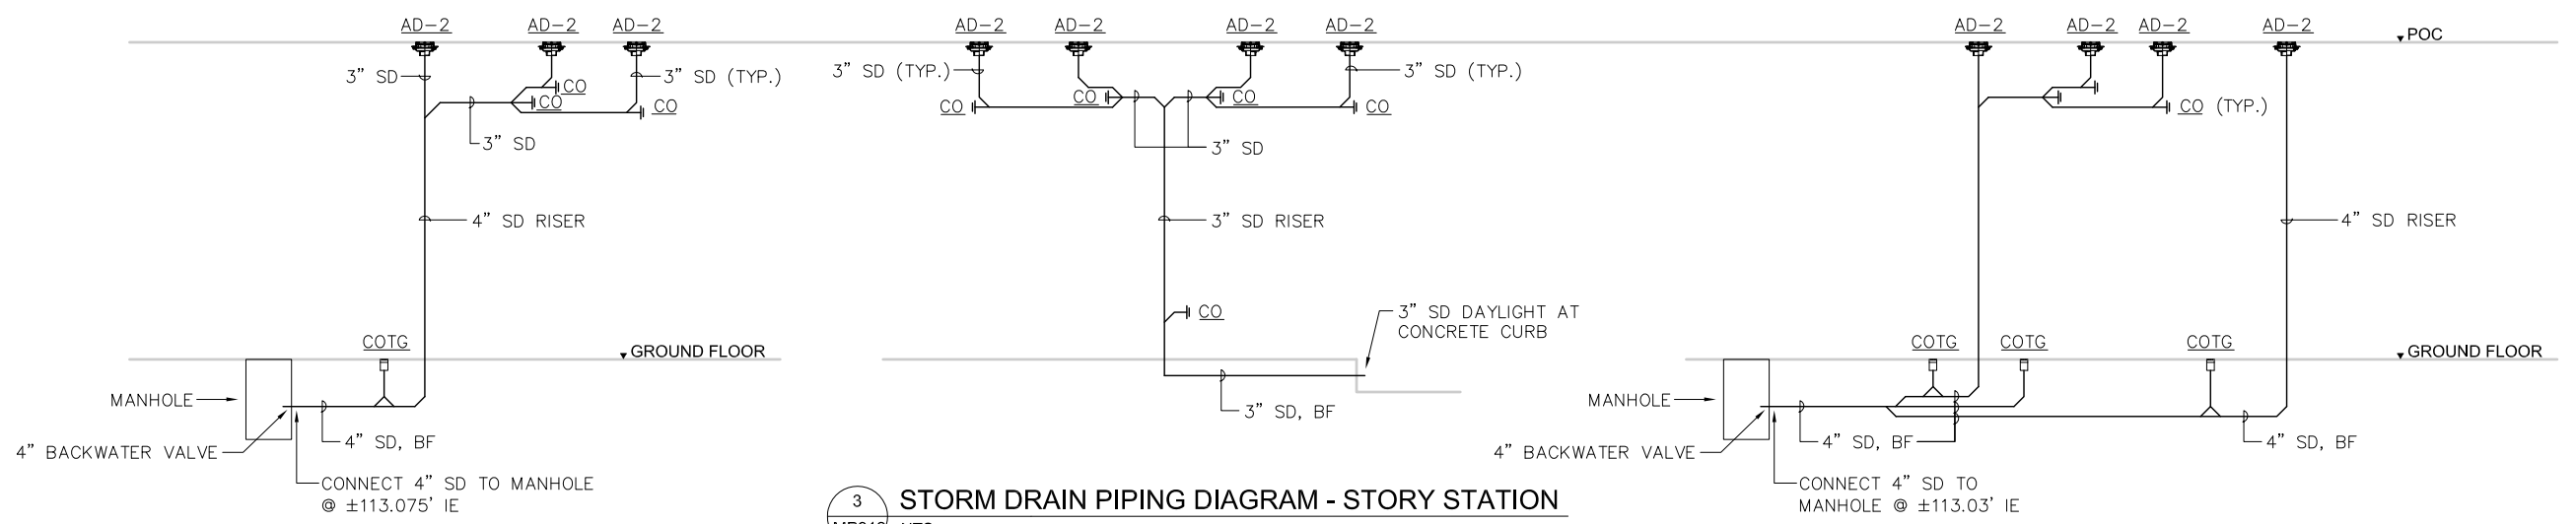 AD-2 AD-2 AD-2
3" SD
3" SD (TYP.)
CO
CO
CO
3" SD
4" SD RISER
COTG
GROUND FLOOR
MANHOLE
4" SD, BF
4" BACKWATER VALVE
CONNECT 4" SD TO MANHOLE
@ ±113.075' IE
AD-2 AD-2 AD-2 AD-2
3" SD (TYP.)
3" SD (TYP.)
CO
CO
CO
CO
3" SD
3" SD RISER
CO
3" SD DAYLIGHT AT
CONCRETE CURB
3" SD, BF
AD-2 AD-2 AD-2 AD-2
POC
CO (TYP.)
4" SD RISER
COTG COTG COTG
GROUND FLOOR
MANHOLE
4" SD, BF
4" SD, BF
4" BACKWATER VALVE
CONNECT 4" SD TO
MANHOLE @ ±113.03' IE
3 STORM DRAIN PIPING DIAGRAM - STORY STATION